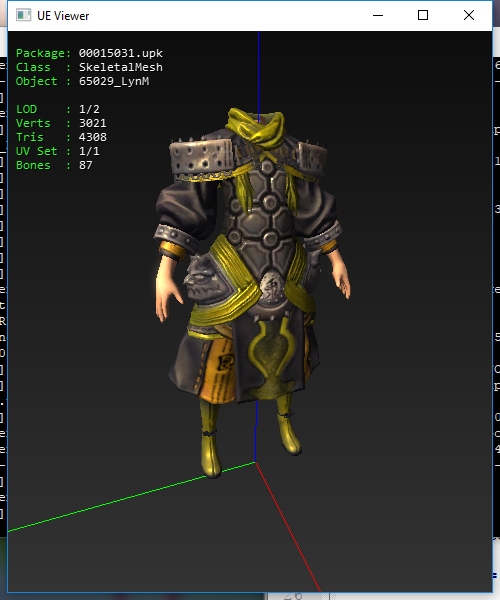 UE Viewer
Package: 00015031.upk
Class  : SkeletalMesh
Object : 65029_LynM
LOD    : 1/2
Verts  : 3021
Tris   : 4308
UV Set : 1/1
Bones  : 87
26